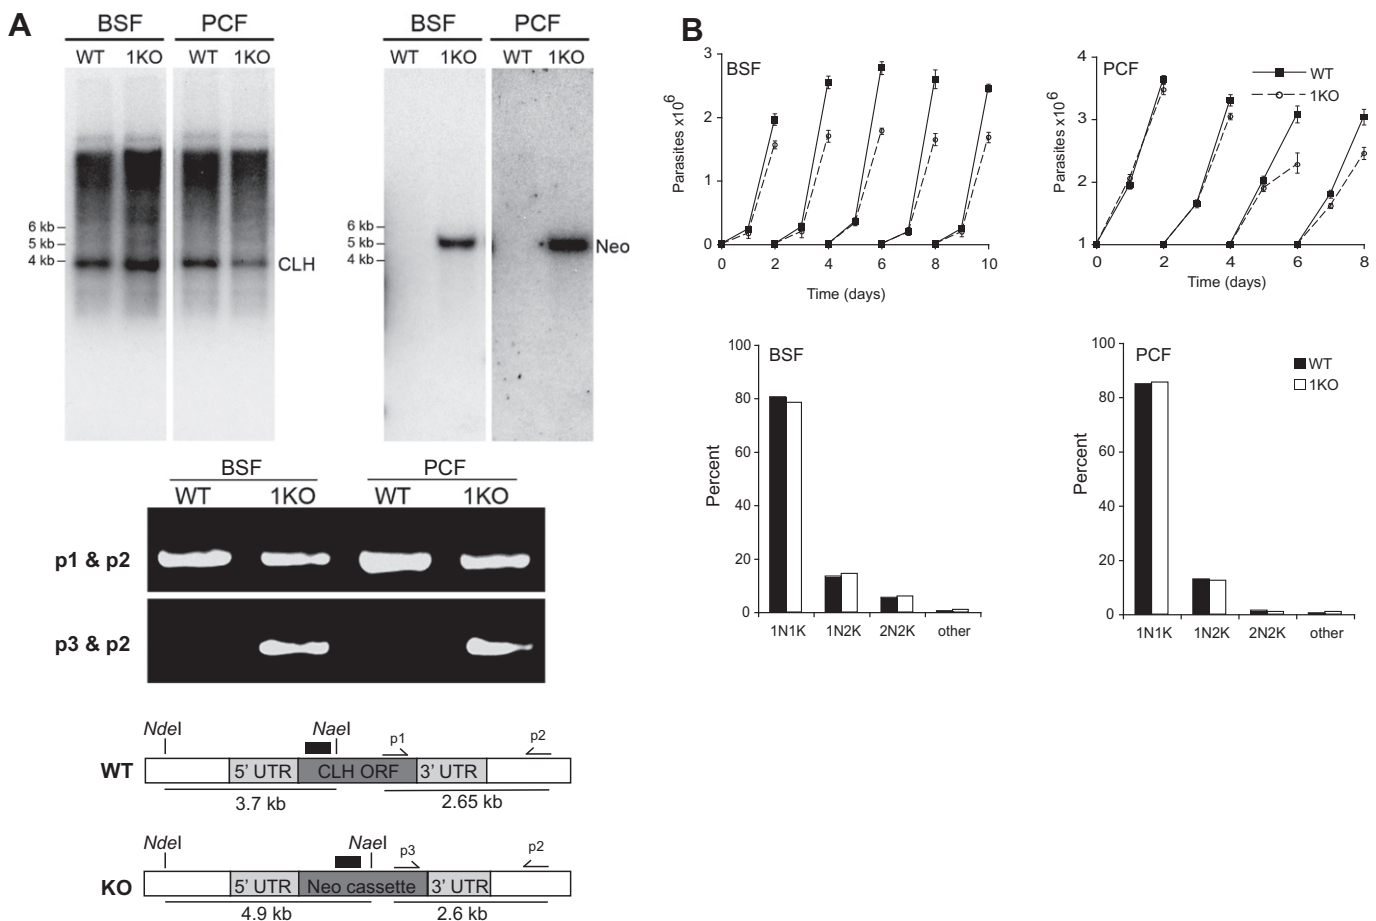 A
BSF PCF
WT 1KO WT 1KO
6 kb
5 kb
4 kb
CLH
BSF PCF
WT 1KO WT 1KO
6 kb
5 kb
4 kb
Neo
BSF PCF
WT 1KO WT 1KO
p1 & p2
p3 & p2
NdeI NaeI p1 p2
WT 5' UTR CLH ORF 3' UTR
3.7 kb 2.65 kb
NdeI NaeI p3 p2
KO 5' UTR Neo cassette 3' UTR
4.9 kb 2.6 kb
B
BSF
Parasites x10⁶
3
2
1
0
0 2 4 6 8 10
Time (days)
PCF
WT
1KO
Parasites x10⁶
4
3
2
1
0 2 4 6 8
Time (days)
BSF
Percent
100
80
60
40
20
0
1N1K 1N2K 2N2K other
PCF
WT
1KO
Percent
100
80
60
40
20
0
1N1K 1N2K 2N2K other